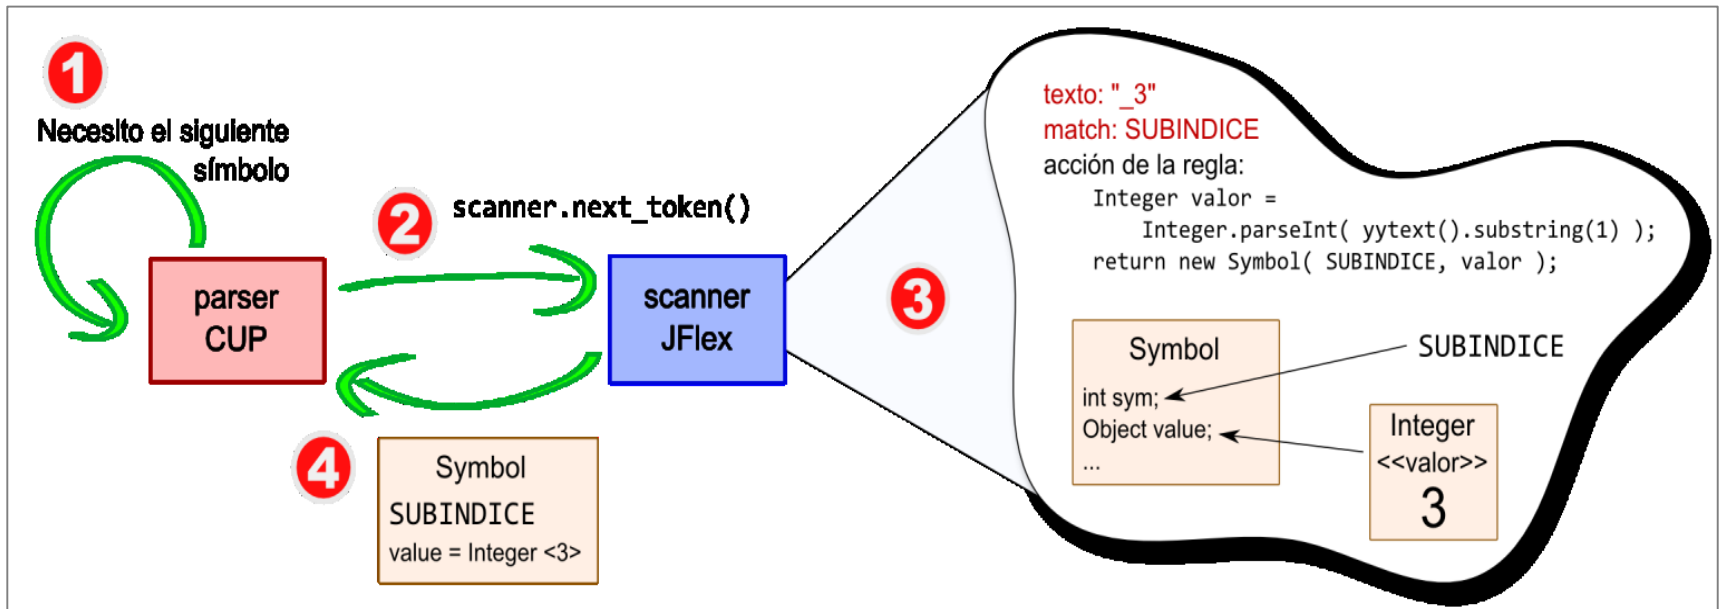 1
Necesito el siguiente
símbolo
parser
CUP
2
scanner.next_token()
scanner
JFlex
3
texto: "_3"
match: SUBINDICE
acción de la regla:
Integer valor =
Integer.parseInt( yytext().substring(1) );
return new Symbol( SUBINDICE, valor );
Symbol
int sym;
Object value;
...
SUBINDICE
Integer
<<valor>>
3
4
Symbol
SUBINDICE
value = Integer <3>